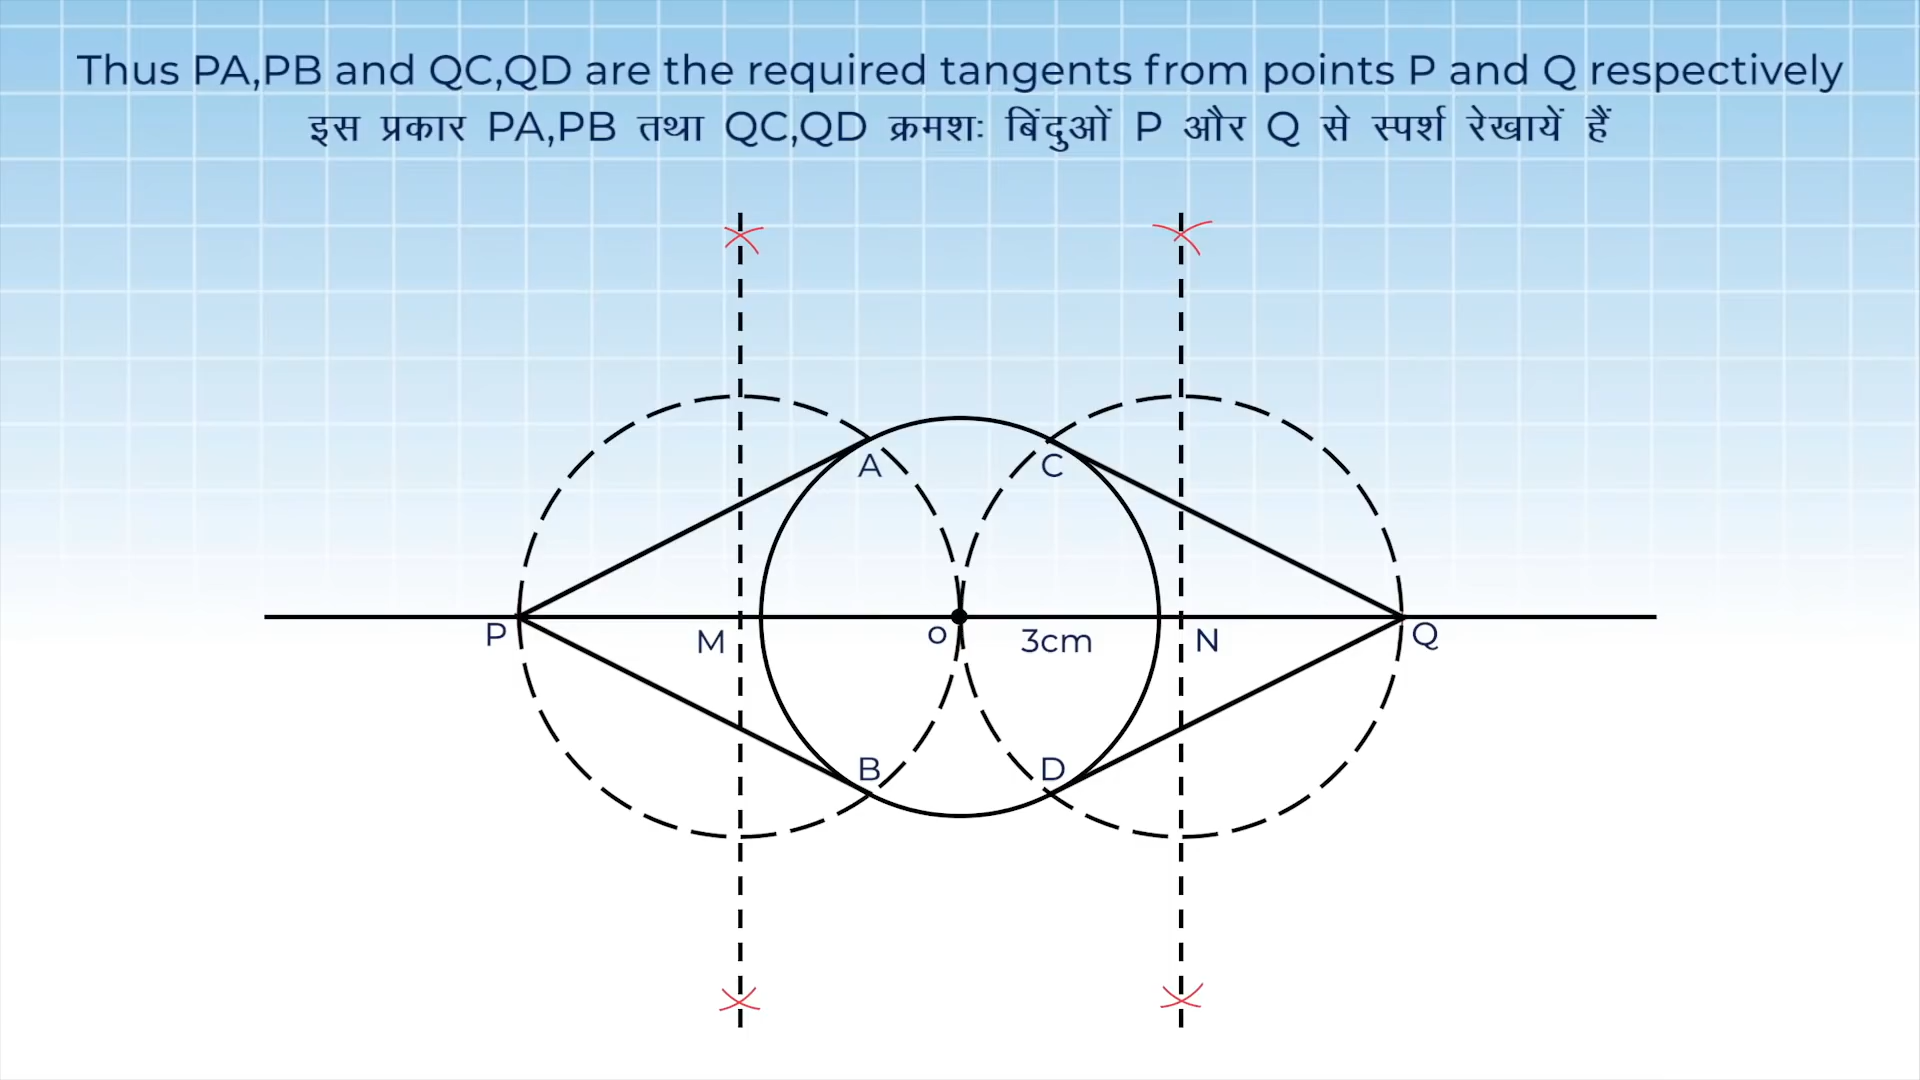 Thus PA,PB and QC,QD are the required tangents from points P and Q respectively
इस प्रकार PA,PB तथा QC,QD क्रमशः बिंदुओं P और Q से स्पर्श रेखायें हैं
A
C
P
M
o
3cm
N
Q
B
D